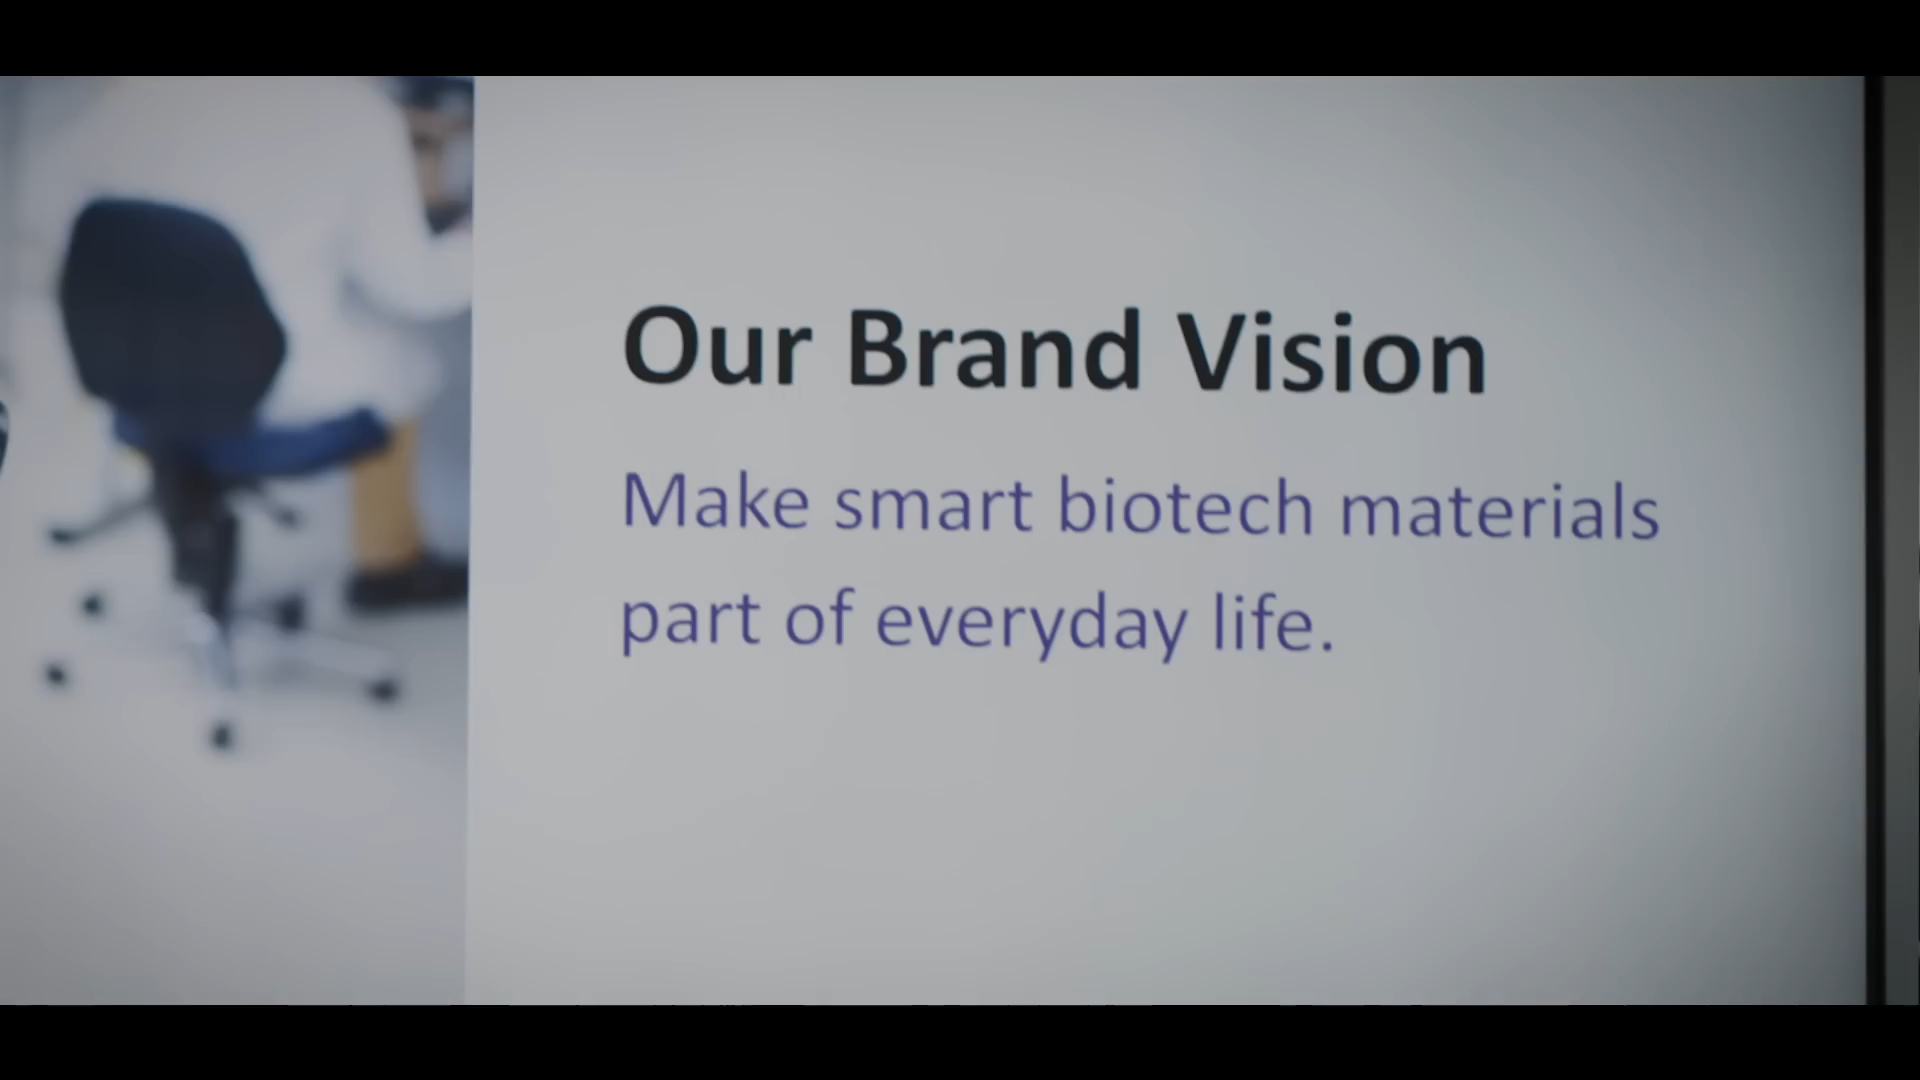 Our Brand Vision
Make smart biotech materials
part of everyday life.